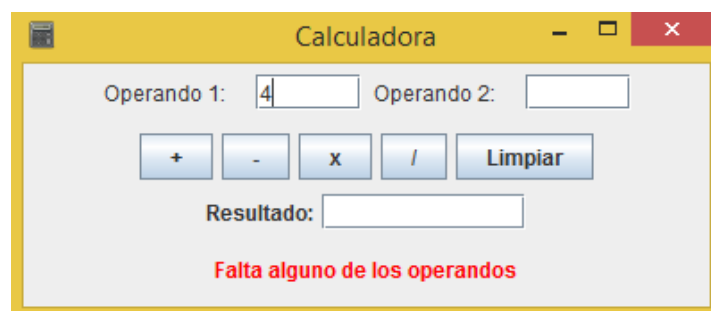 Calculadora
Operando 1: 4 Operando 2:
+ - x / Limpiar
Resultado:
Falta alguno de los operandos